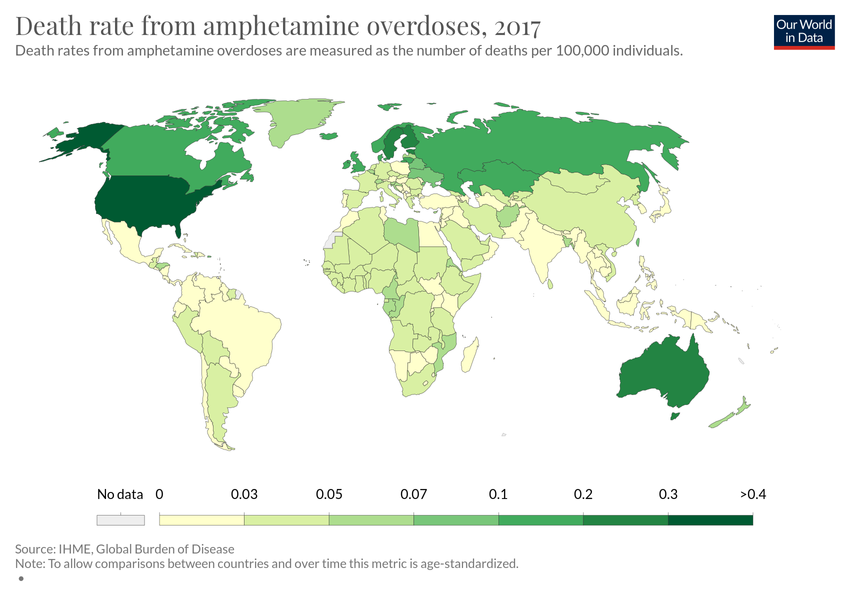 Death rate from amphetamine overdoses, 2017
Our World
in Data
Death rates from amphetamine overdoses are measured as the number of deaths per 100,000 individuals.
No data 0 0.03 0.05 0.07 0.1 0.2 0.3 >0.4
Source: IHME, Global Burden of Disease
Note: To allow comparisons between countries and over time this metric is age-standardized.
•